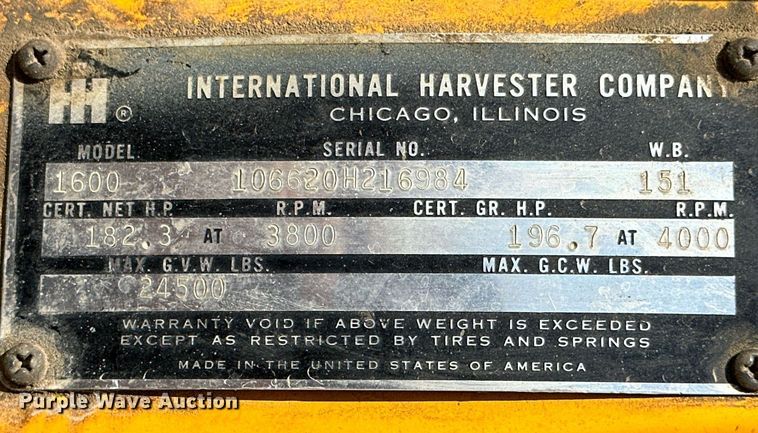 IH ®
INTERNATIONAL HARVESTER COMPANY
CHICAGO, ILLINOIS
MODEL SERIAL NO. W.B.
1600 106620H216984 151
CERT. NET H.P. R.P.M. CERT. GR. H.P. R.P.M.
182.3 AT 3800 196.7 AT 4000
MAX. G.V.W. LBS. MAX. G.C.W. LBS.
24500
WARRANTY VOID IF ABOVE WEIGHT IS EXCEEDED
EXCEPT AS RESTRICTED BY TIRES AND SPRINGS
MADE IN THE UNITED STATES OF AMERICA
Purple Wave Auction